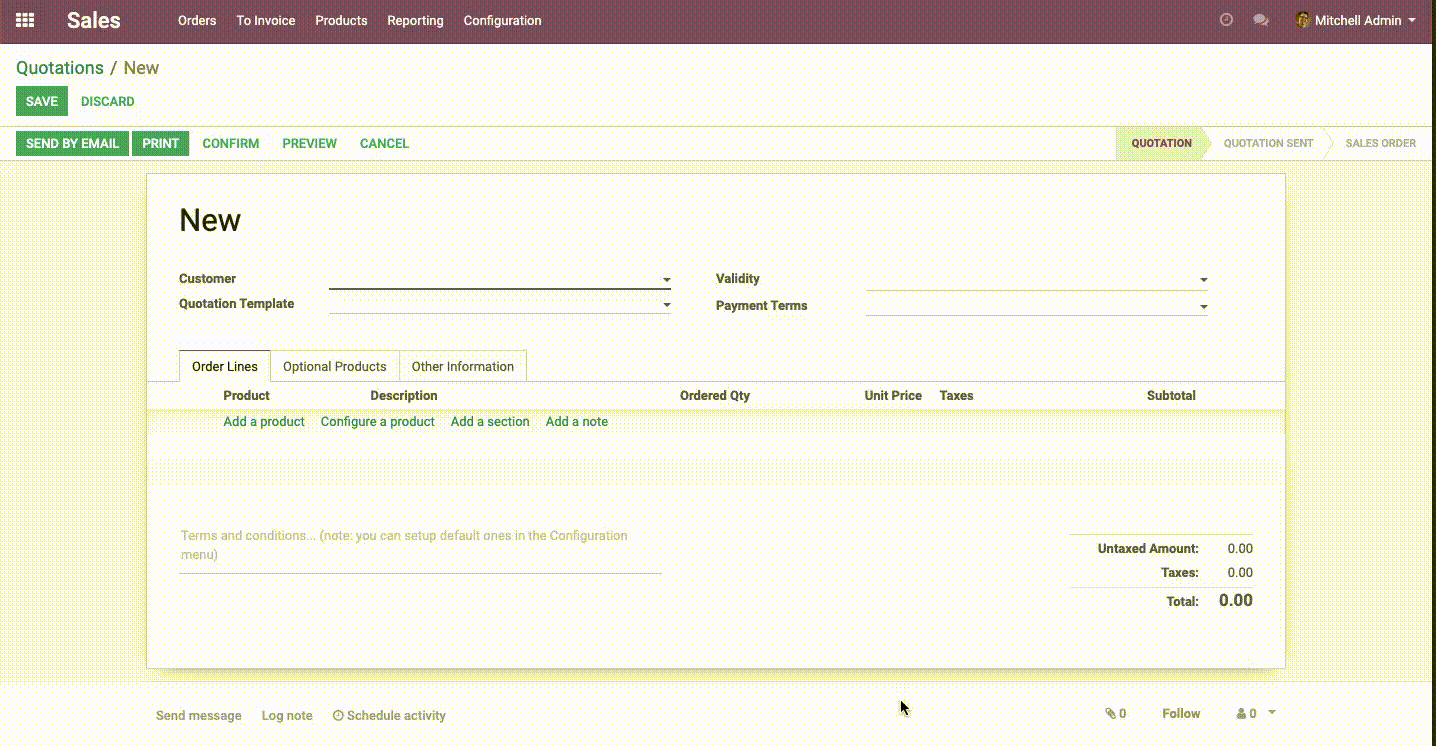 Sales Orders To Invoice Products Reporting Configuration Mitchell Admin
Quotations / New
SAVE DISCARD
SEND BY EMAIL PRINT CONFIRM PREVIEW CANCEL QUOTATION QUOTATION SENT SALES ORDER
New
Customer Validity
Quotation Template Payment Terms
Order Lines Optional Products Other Information
Product Description Ordered Qty Unit Price Taxes Subtotal
Add a product Configure a product Add a section Add a note
Terms and conditions... (note: you can setup default ones in the Configuration
menu)
Untaxed Amount: 0.00
Taxes: 0.00
Total: 0.00
Send message Log note Schedule activity 0 Follow 0